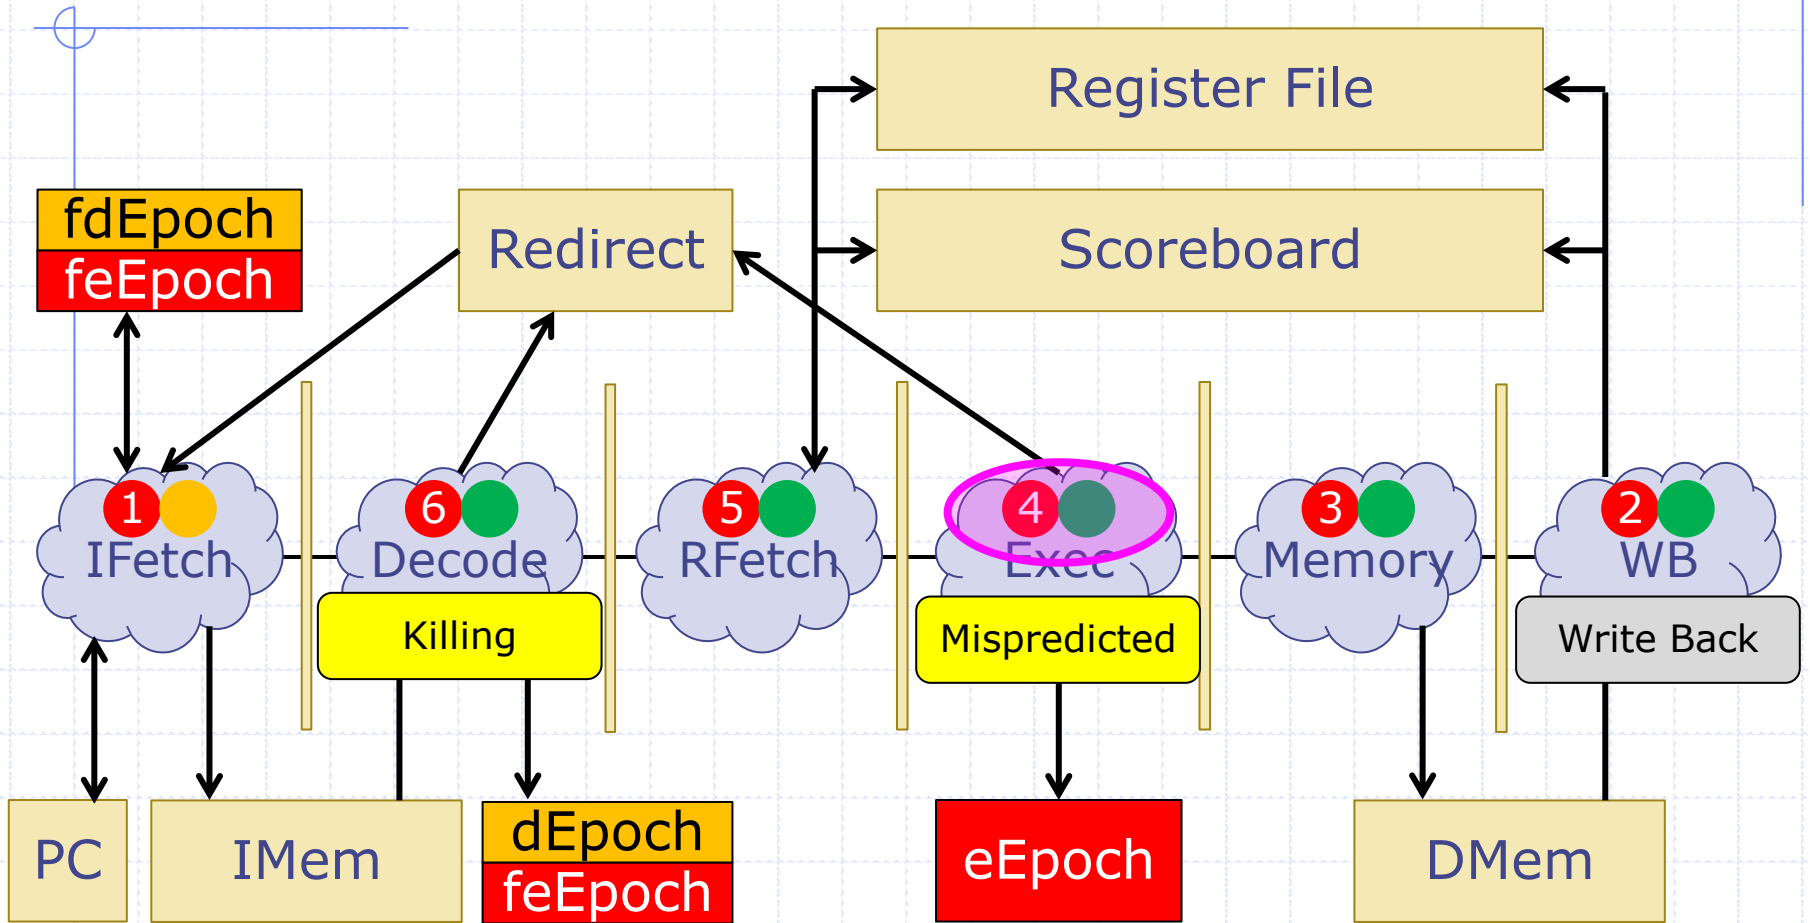 Register File
fdEpoch
feEpoch
Redirect
Scoreboard
1
IFetch
6
Decode
5
RFetch
4
Exec
3
Memory
2
WB
Killing
Mispredicted
Write Back
PC
IMem
dEpoch
feEpoch
eEpoch
DMem